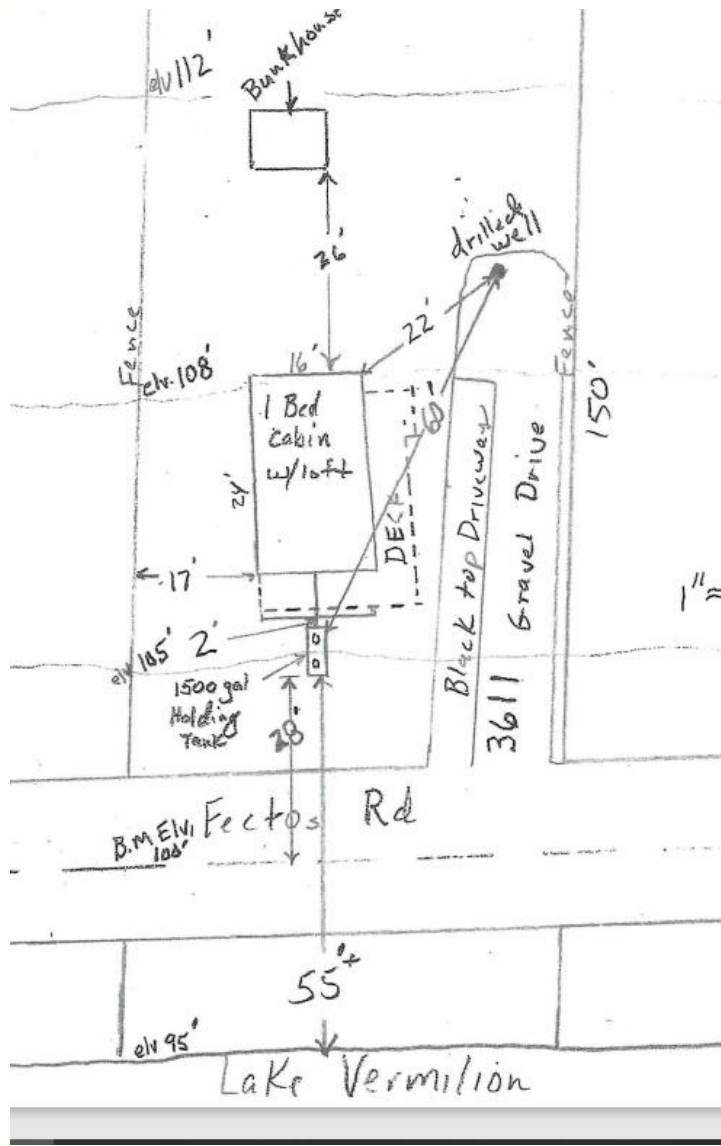 elv 112'
Bunkhouse
drilled
well
26'
22'
Fence
Fence
elv. 108'
16'
1 Bed
Cabin
w/loft
24'
60'
DECK
150'
Black top Driveway
Gravel Drive
3611
17'
1"=
elv 105'
2'
1500 gal
Holding
Tank
28'
Fectos Rd
B.M Elv.
100'
55'+
elv 95'
Lake Vermilion